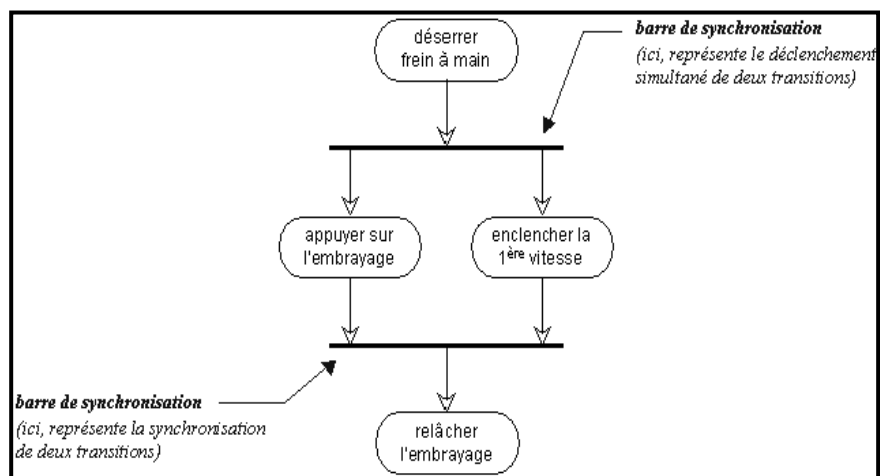 désérrer
frein à main
barre de synchronisation
(ici, représente le déclenchement
simultané de deux transitions)
appuyer sur
l'embrayage
enclencher la
1ère vitesse
barre de synchronisation
(ici, représente la synchronisation
de deux transitions)
relâcher
l'embrayage